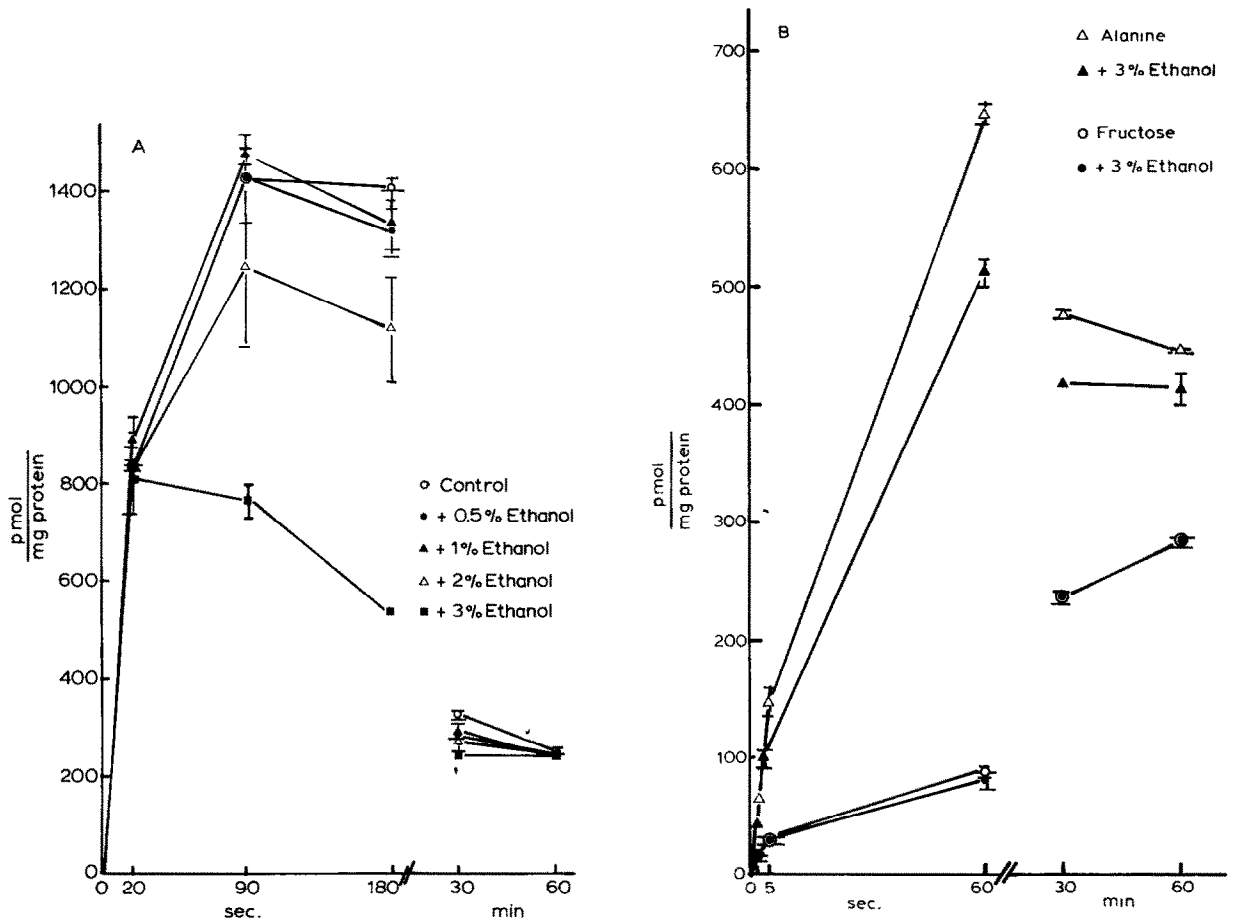 A
1400
1200
1000
800
600
400
200
0
pmol
mg protein
0 20 90 180 30 60
sec. min
Control
+ 0.5% Ethanol
+ 1% Ethanol
+ 2% Ethanol
+ 3% Ethanol
B
700
600
500
400
300
200
100
0
pmol
mg protein
0 5 60 30 60
sec. min
Alanine
+ 3% Ethanol
Fructose
+ 3% Ethanol